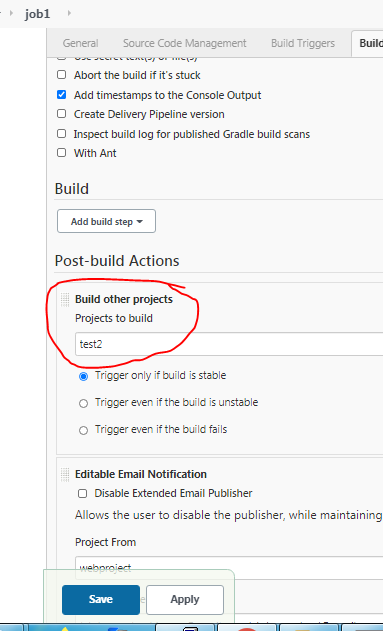 job1
General Source Code Management Build Triggers Build
Use secret text(s) or file(s)
Abort the build if it's stuck
Add timestamps to the Console Output
Create Delivery Pipeline version
Inspect build log for published Gradle build scans
With Ant
Build
Add build step
Post-build Actions
Build other projects
Projects to build
test2
Trigger only if build is stable
Trigger even if the build is unstable
Trigger even if the build fails
Editable Email Notification
Disable Extended Email Publisher
Allows the user to disable the publisher, while maintaining
Project From
webproject
Save Apply